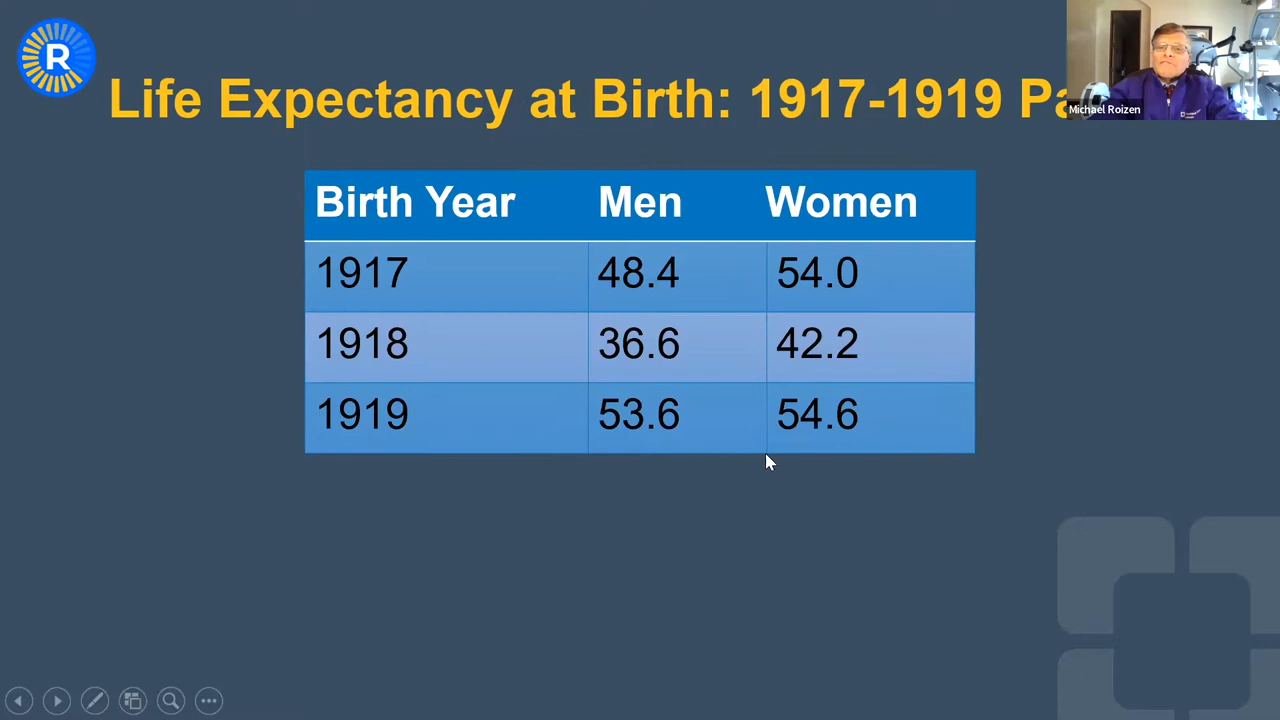 R
Life Expectancy at Birth: 1917-1919 Pa
Michael Roizen
Birth Year Men Women
1917 48.4 54.0
1918 36.6 42.2
1919 53.6 54.6